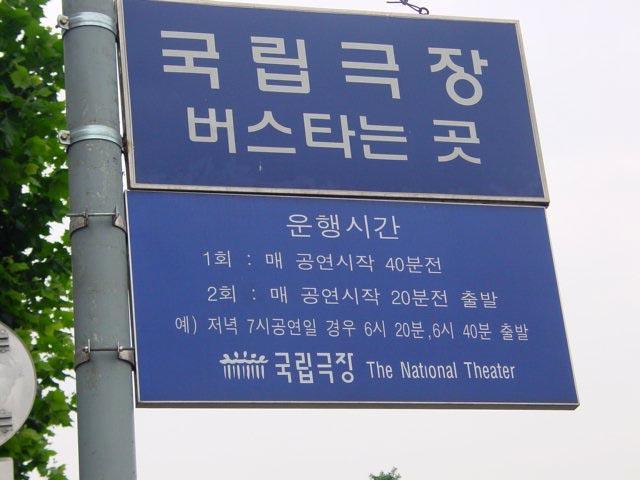 국립극장
버스타는 곳
운행시간
1회 : 매 공연시작 40분전
2회 : 매 공연시작 20분전 출발
예) 저녁 7시공연일 경우 6시 20분,6시 40분 출발
국립극장 The National Theater